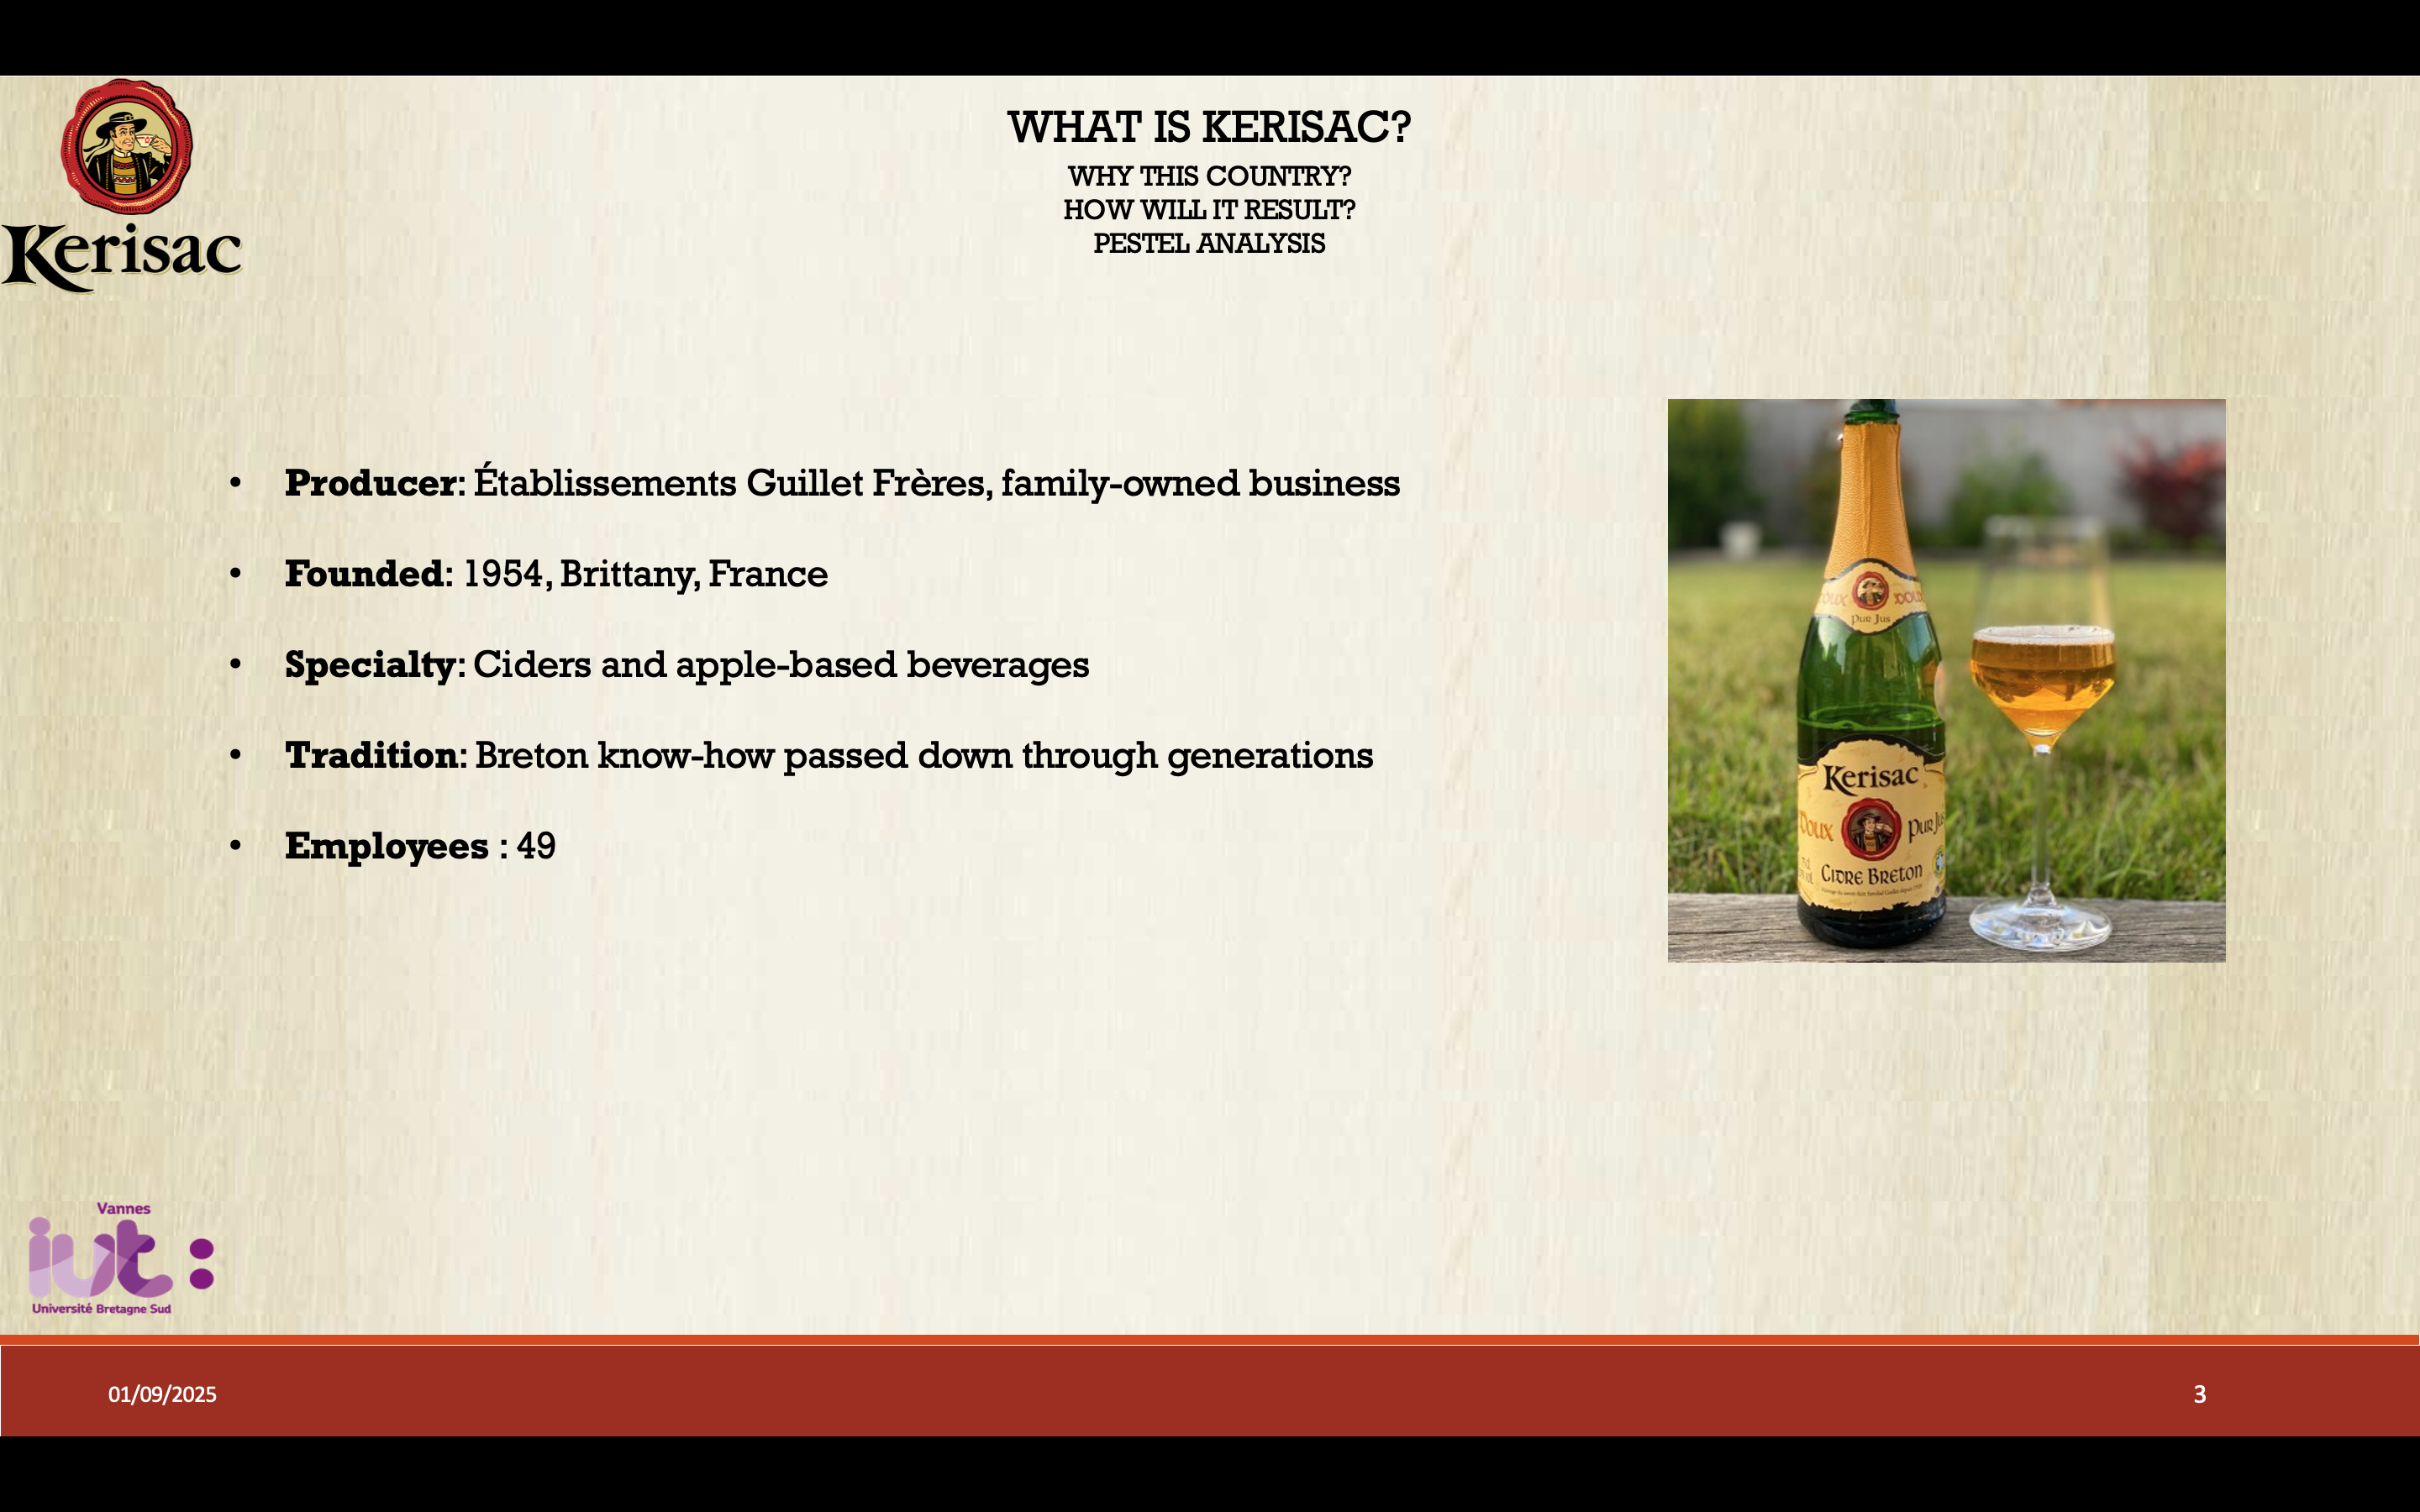 Kerisac
WHAT IS KERISAC?
WHY THIS COUNTRY?
HOW WILL IT RESULT?
PESTEL ANALYSIS
• Producer: Établissements Guillet Frères, family-owned business
• Founded: 1954, Brittany, France
• Specialty: Ciders and apple-based beverages
• Tradition: Breton know-how passed down through generations
• Employees : 49
DOUX DOUX
Pur Jus
Kerisac
Doux Pur Jus
CIDRE BRETON
Vannes
iut:
Université Bretagne Sud
01/09/2025
3